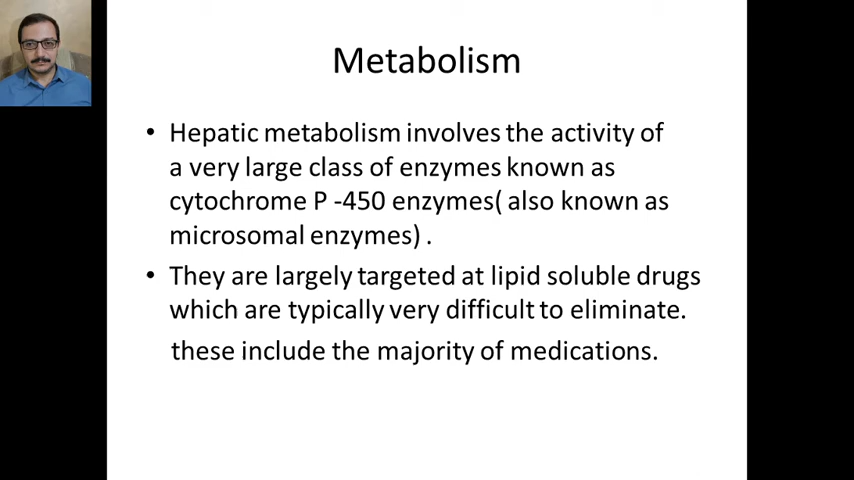 Metabolism
• Hepatic metabolism involves the activity of
a very large class of enzymes known as
cytochrome P -450 enzymes( also known as
microsomal enzymes) .
• They are largely targeted at lipid soluble drugs
which are typically very difficult to eliminate.
these include the majority of medications.